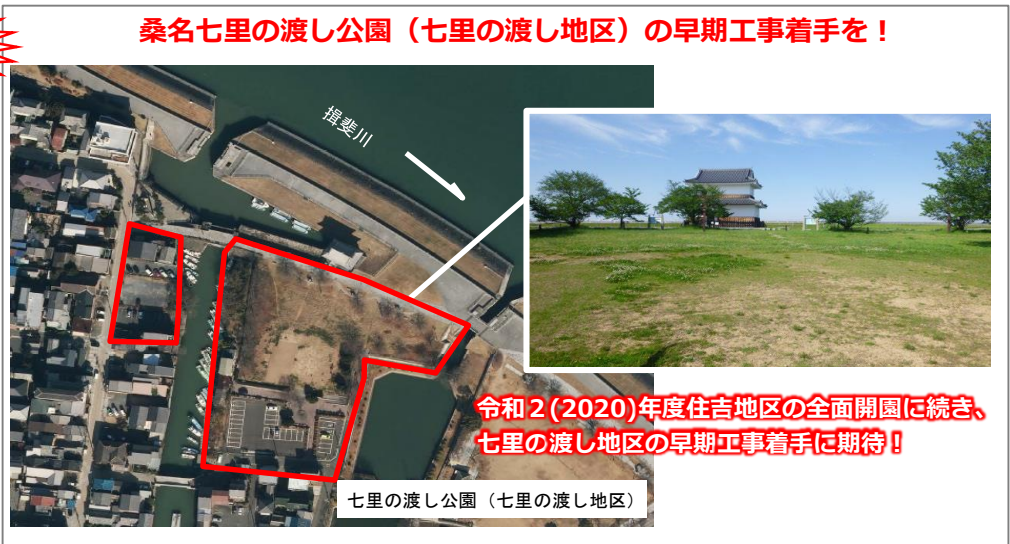 桑名七里の渡し公園（七里の渡し地区）の早期工事着手を！
揖斐川
令和２(2020)年度住吉地区の全面開園に続き、
七里の渡し地区の早期工事着手に期待！
七里の渡し公園（七里の渡し地区）